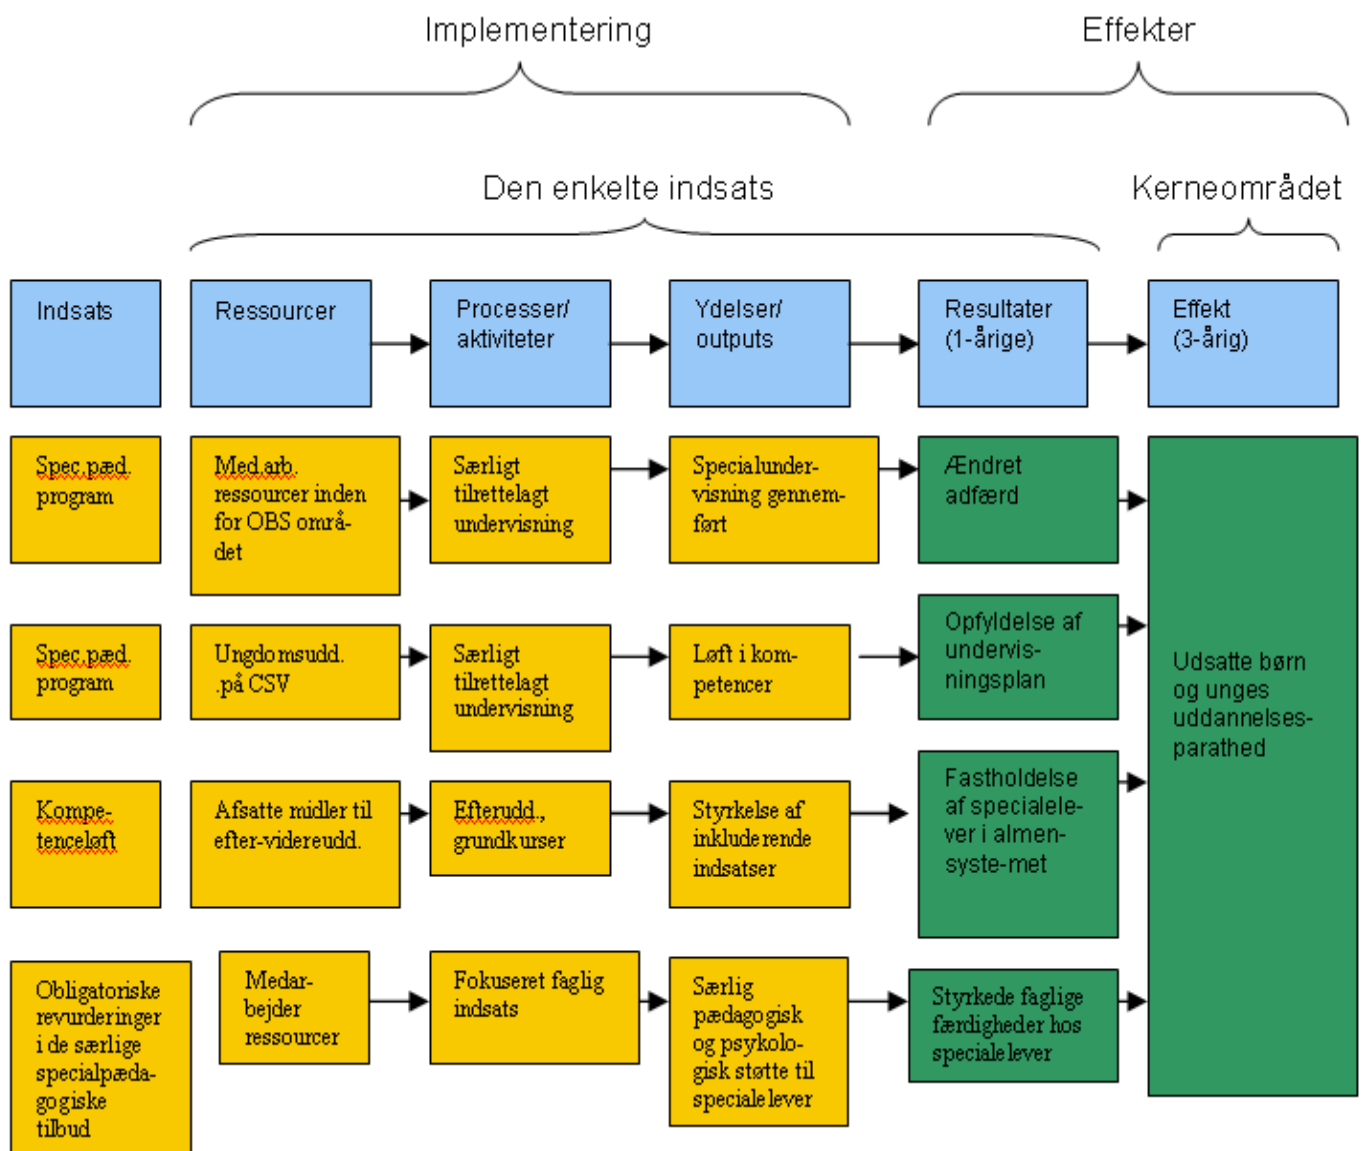 Implementering
Effekter
Den enkelte indsats
Kerneområdet
Indsats
Ressourcer
Processer/
aktiviteter
Ydelser/
outputs
Resultater
(1-årige)
Effekt
(3-årig)
Spec.pæd.
program
Med.arb.
ressourcer inden
for OBS områ-
det
Særligt
tilrettelagt
undervisning
Specialunder-
visning gennem-
ført
Ændret
adfærd
Spec.pæd.
program
Ungdomsudd.
.på CSV
Særligt
tilrettelagt
undervisning
Løft i kom-
petencer
Opfyldelse af
undervis-
ningsplan
Udsatte børn
og unges
uddannelses-
parathed
Kompe-
tenceløft
Afsatte midler til
efter-videreudd.
Efterudd.,
grundkurser
Styrkelse af
inkluderende
indsatser
Fastholdelse
af specialele-
ver i almen-
syste-met
Obligatoriske
revurderinger
i de særlige
specialpæda-
gogiske
tilbud
Medar-
bejder
ressourcer
Fokuseret faglig
indsats
Særlig
pædagogisk
og psykolo-
gisk støtte til
specialelever
Styrkede faglige
færdigheder hos
specialelever